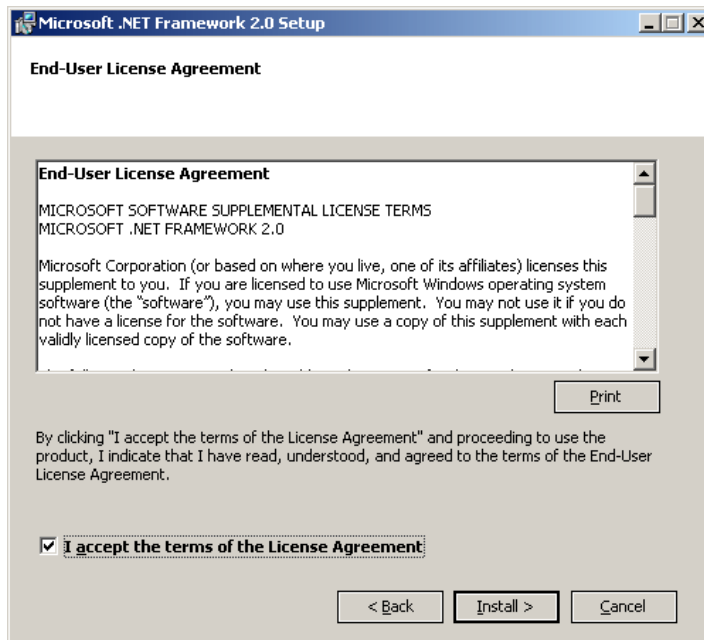 Microsoft .NET Framework 2.0 Setup
End-User License Agreement
End-User License Agreement
MICROSOFT SOFTWARE SUPPLEMENTAL LICENSE TERMS
MICROSOFT .NET FRAMEWORK 2.0
Microsoft Corporation (or based on where you live, one of its affiliates) licenses this
supplement to you.  If you are licensed to use Microsoft Windows operating system
software (the “software”), you may use this supplement.  You may not use it if you do
not have a license for the software.  You may use a copy of this supplement with each
validly licensed copy of the software.
Print
By clicking "I accept the terms of the License Agreement" and proceeding to use the
product, I indicate that I have read, understood, and agreed to the terms of the End-User
License Agreement.
I accept the terms of the License Agreement
< Back
Install >
Cancel